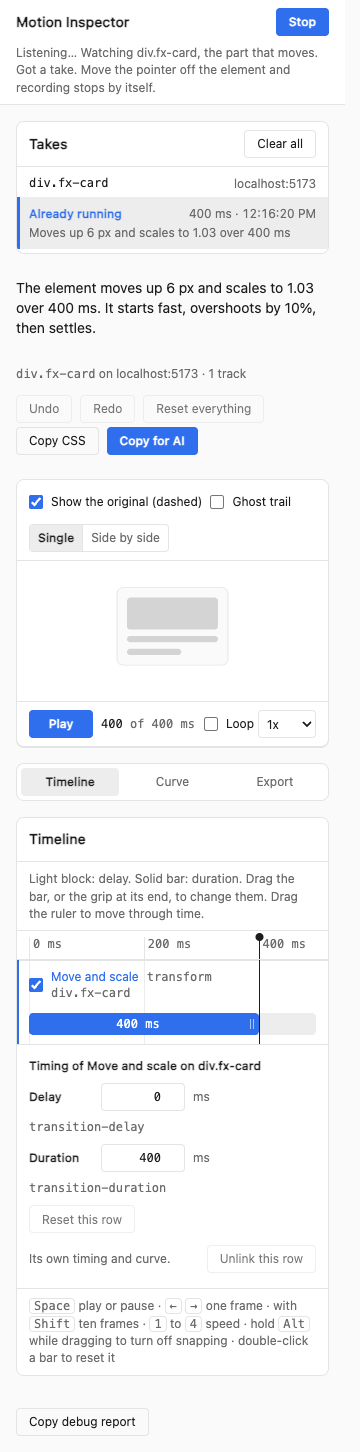 Motion Inspector
Stop
Listening... Watching div.fx-card, the part that moves.
Got a take. Move the pointer off the element and
recording stops by itself.
Takes
Clear all
div.fx-card
localhost:5173
Already running
400 ms · 12:16:20 PM
Moves up 6 px and scales to 1.03 over 400 ms
The element moves up 6 px and scales to 1.03
over 400 ms. It starts fast, overshoots by 10%,
then settles.
div.fx-card on localhost:5173 · 1 track
Undo
Redo
Reset everything
Copy CSS
Copy for AI
Show the original (dashed)
Ghost trail
Single
Side by side
Play
400 of 400 ms
Loop
1x
Timeline
Curve
Export
Timeline
Light block: delay. Solid bar: duration. Drag the
bar, or the grip at its end, to change them. Drag
the ruler to move through time.
0 ms
200 ms
400 ms
Move and scale
transform
div.fx-card
400 ms
Timing of Move and scale on div.fx-card
Delay
0
ms
transition-delay
Duration
400
ms
transition-duration
Reset this row
Its own timing and curve.
Unlink this row
Space play or pause · ← → one frame · with
Shift ten frames · 1 to 4 speed · hold Alt
while dragging to turn off snapping · double-click
a bar to reset it
Copy debug report